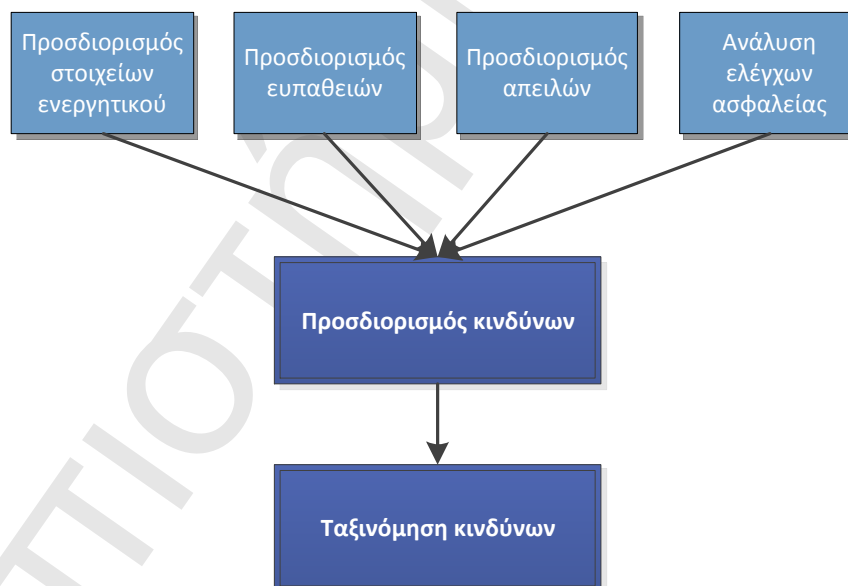 Προσδιορισμός
στοιχείων
ενεργητικού
Προσδιορισμός
ευπαθειών
Προσδιορισμός
απειλών
Ανάλυση
ελέγχων
ασφαλείας
Προσδιορισμός κινδύνων
Ταξινόμηση κινδύνων